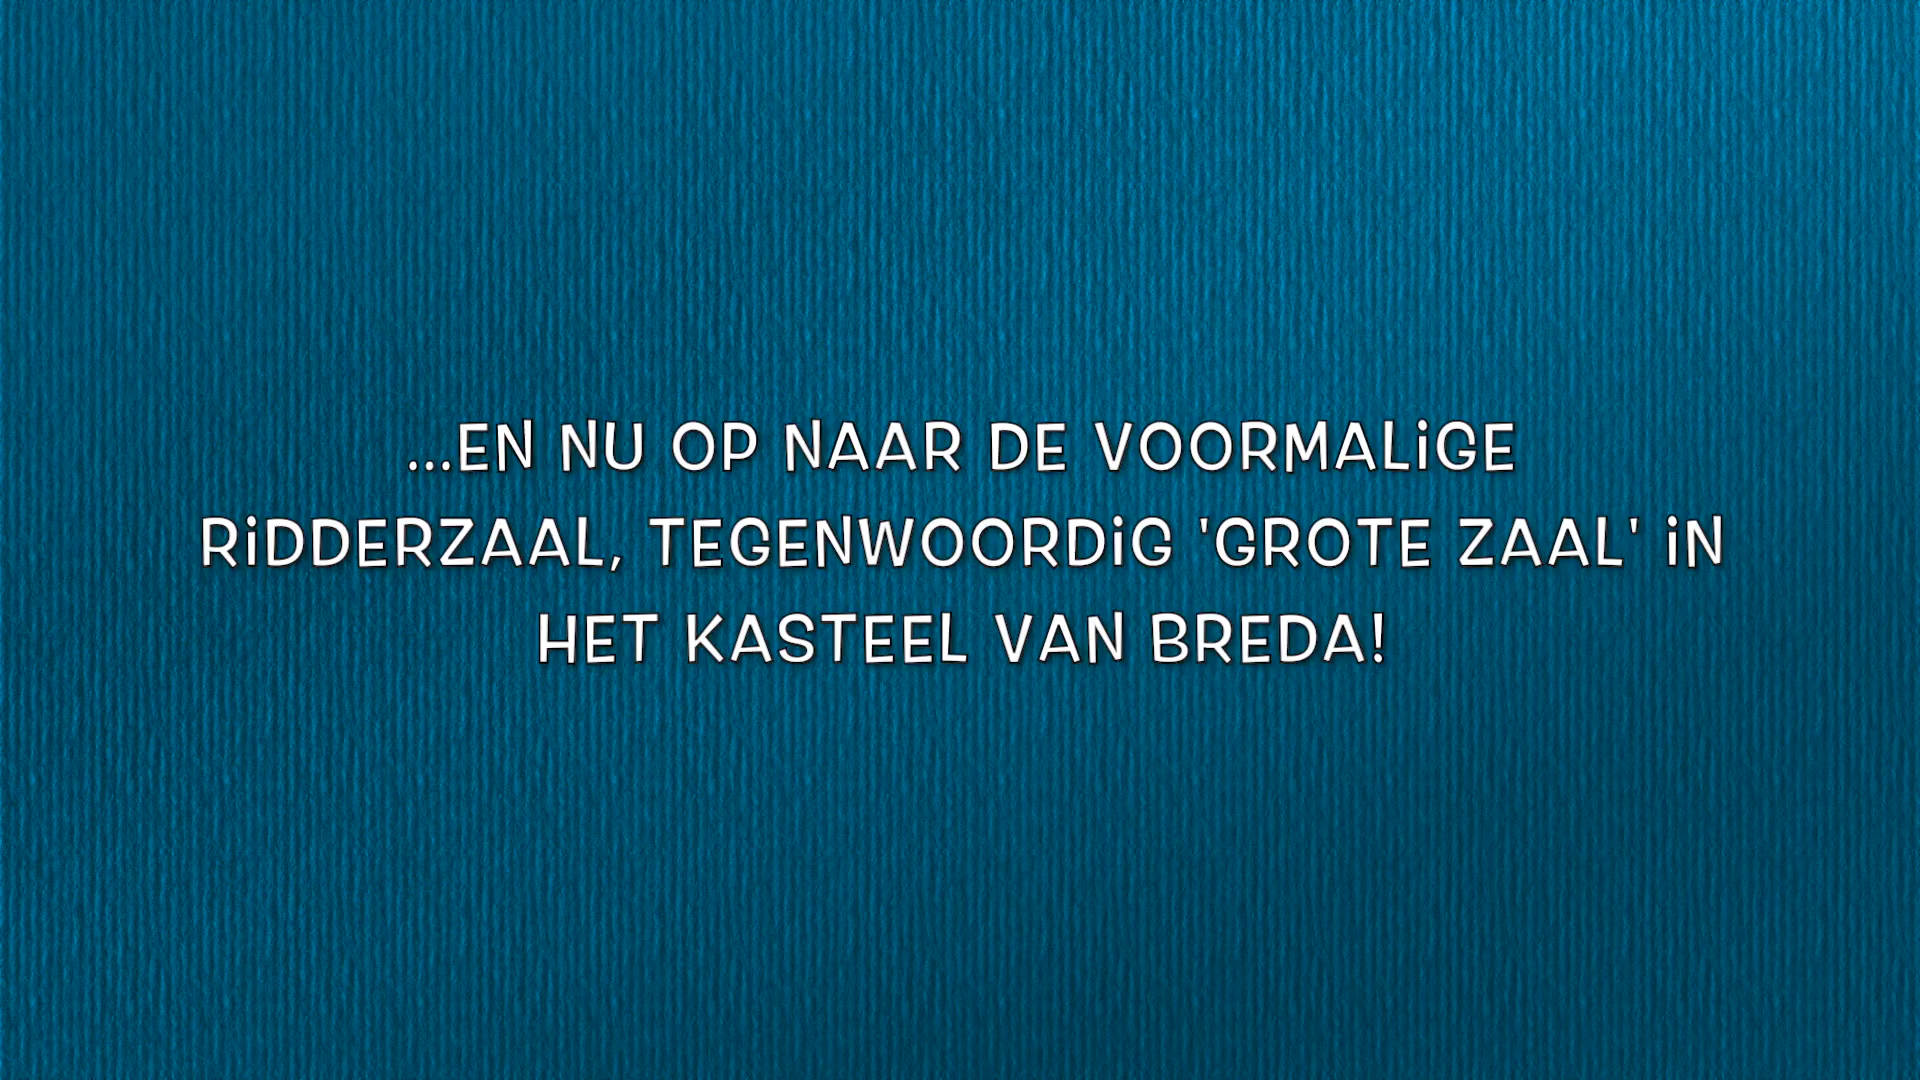 ...EN NU OP NAAR DE VOORMALiGE
RiDDERZAAL, TEGENWOORDiG 'GROTE ZAAL' iN
HET KASTEEL VAN BREDA!